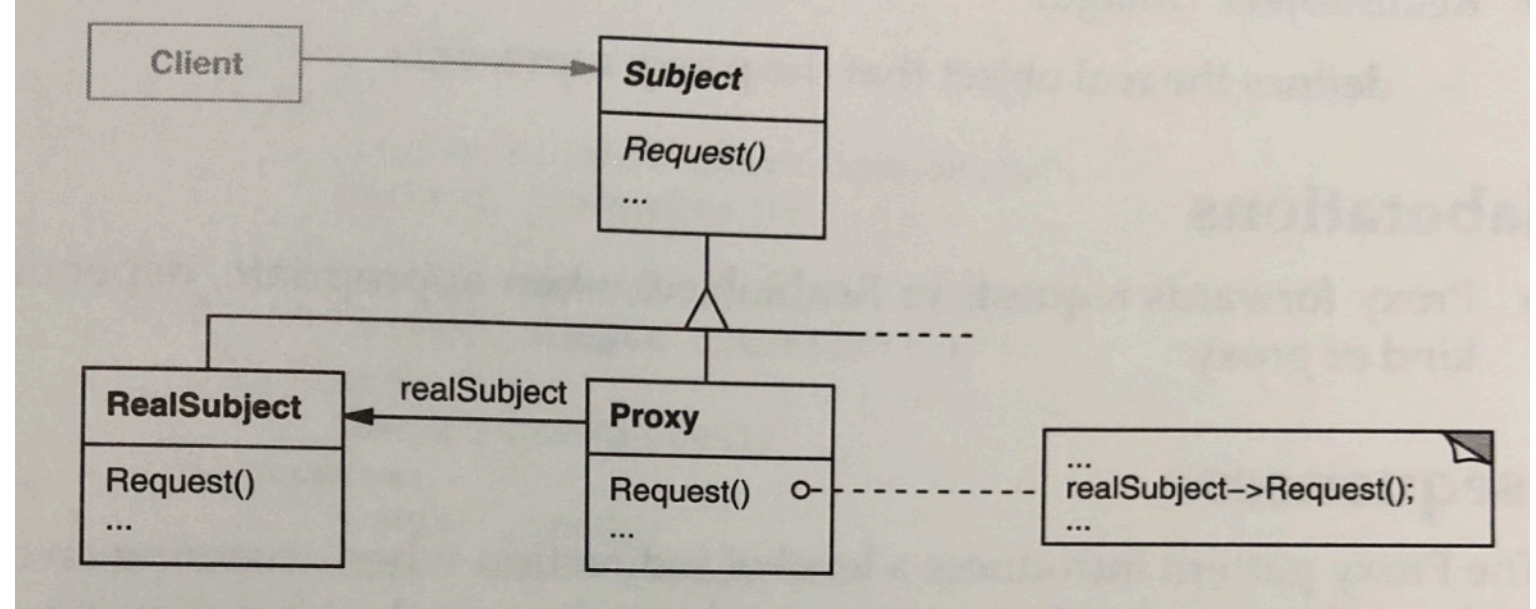 Client
Subject
Request()
...
RealSubject
Request()
...
realSubject
Proxy
Request()
...
...
realSubject->Request();
...